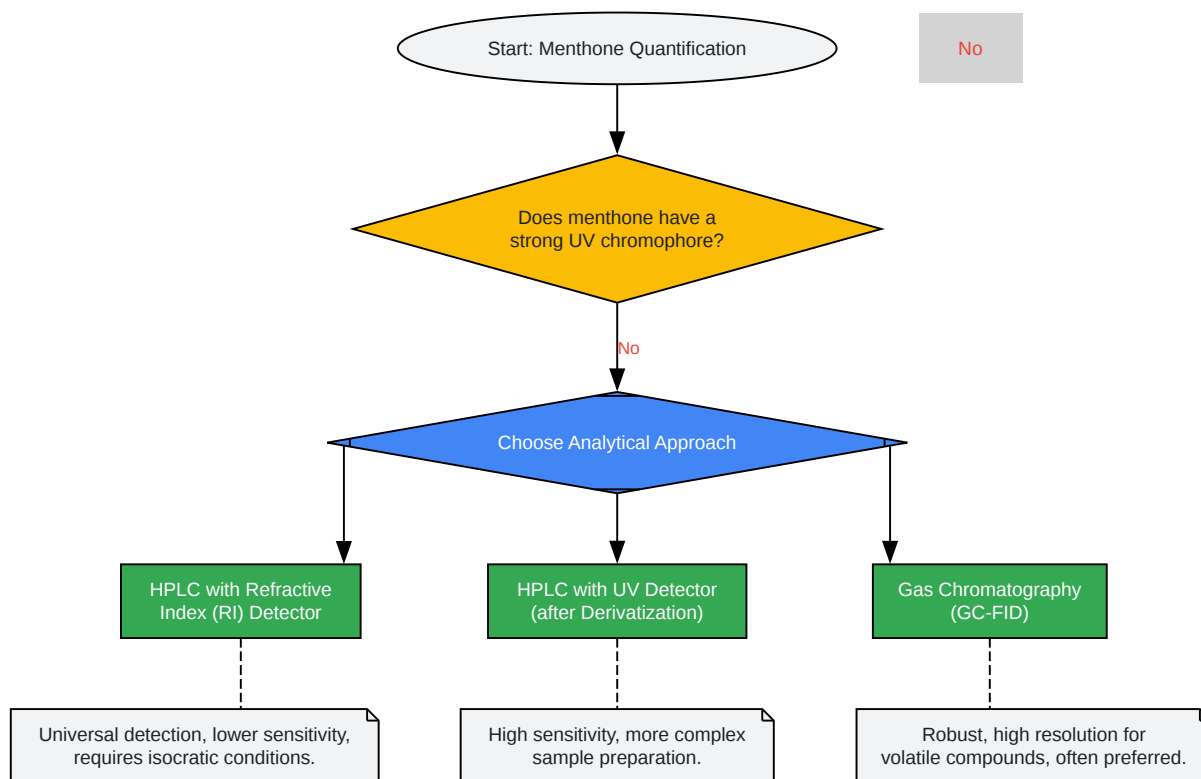 Start: Menthone Quantification
No
Does menthone have a
strong UV chromophore?
No
Choose Analytical Approach
HPLC with Refractive
Index (RI) Detector
HPLC with UV Detector
(after Derivatization)
Gas Chromatography
(GC-FID)
Universal detection, lower sensitivity,
requires isocratic conditions.
High sensitivity, more complex
sample preparation.
Robust, high resolution for
volatile compounds, often preferred.